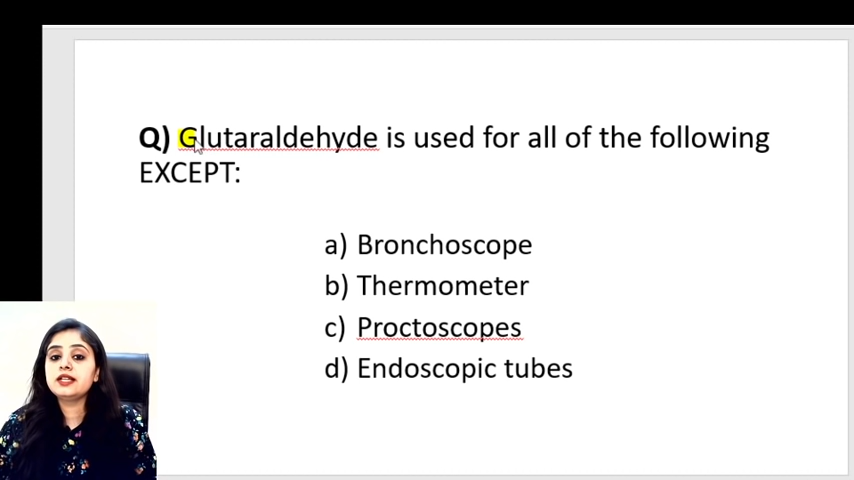 Q) Glutaraldehyde is used for all of the following
EXCEPT:
a) Bronchoscope
b) Thermometer
c) Proctoscopes
d) Endoscopic tubes